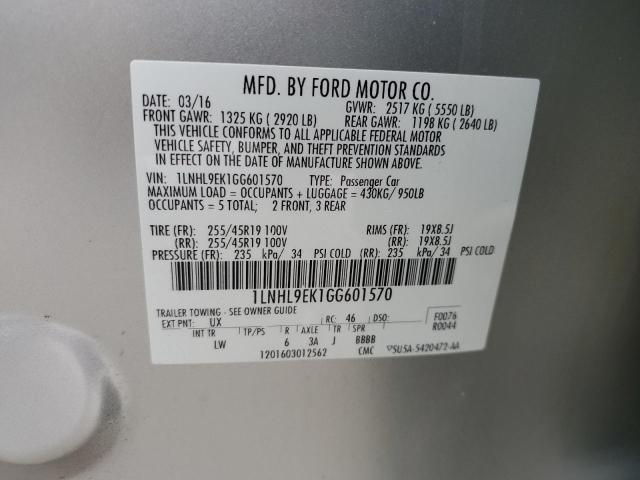 MFD. BY FORD MOTOR CO.
DATE: 03/16 GVWR: 2517 KG ( 5550 LB)
FRONT GAWR: 1325 KG ( 2920 LB) REAR GAWR: 1198 KG ( 2640 LB)
THIS VEHICLE CONFORMS TO ALL APPLICABLE FEDERAL MOTOR
VEHICLE SAFETY, BUMPER, AND THEFT PREVENTION STANDARDS
IN EFFECT ON THE DATE OF MANUFACTURE SHOWN ABOVE.
VIN: 1LNHL9EK1GG601570 TYPE: Passenger Car
MAXIMUM LOAD = OCCUPANTS + LUGGAGE = 430KG/ 950LB
OCCUPANTS = 5 TOTAL; 2 FRONT, 3 REAR
TIRE (FR): 255/45R19 100V RIMS (FR): 19X8.5J
(RR): 255/45R19 100V (RR): 19X8.5J
PRESSURE (FR): 235 kPa/ 34 PSI COLD (RR): 235 kPa/ 34 PSI COLD
1LNHL9EK1GG601570
TRAILER TOWING - SEE OWNER GUIDE
EXT PNT: UX RC: 46 DSO: F0076
R0044
INT TR TP/PS R AXLE TR SPR
LW 6 3A J BBBB
1201603012562 CMC ▽5U5A-5420472-AA